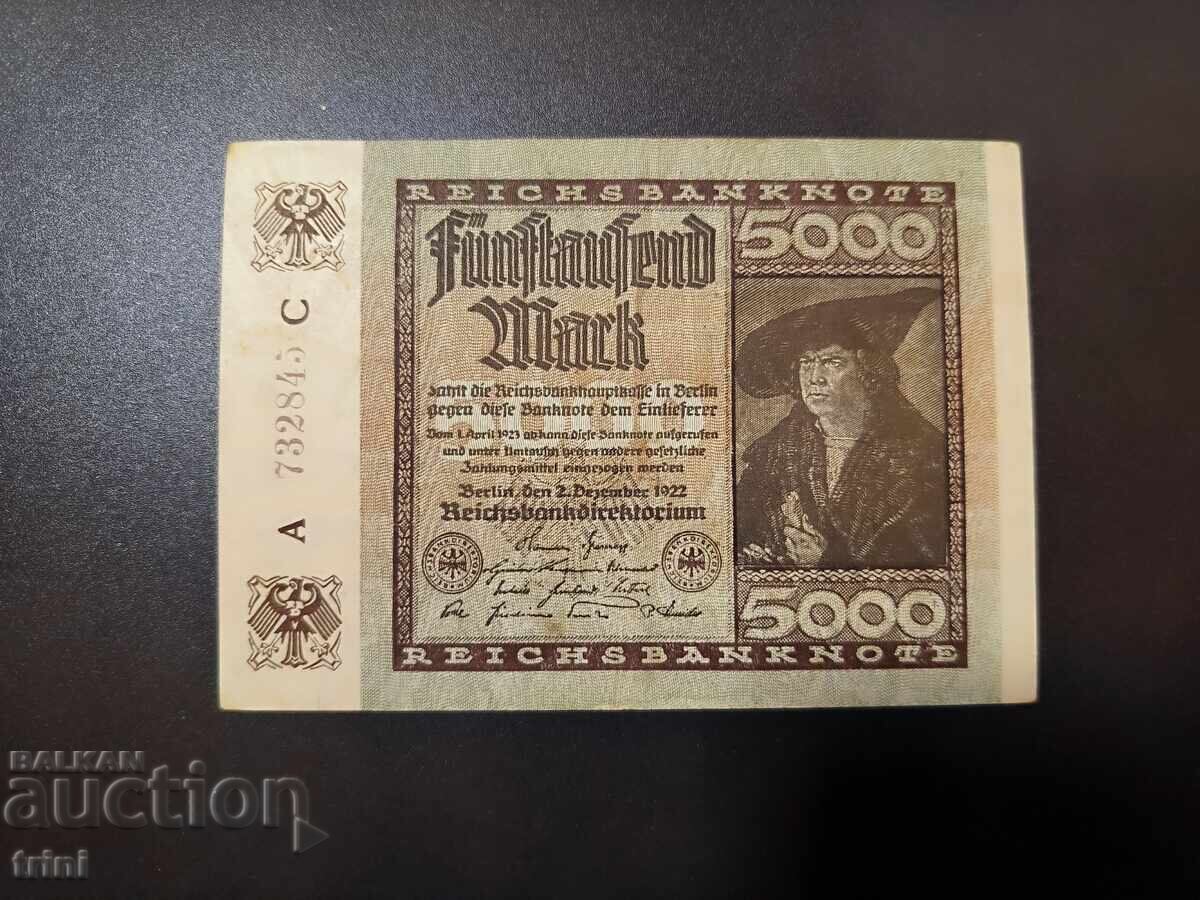 REICHSBANKNOTE
Fünftausend
Mark
5000
zahlt die Reichsbankhauptkasse in Berlin
gegen diese Banknote dem Einlieferer
Vom 1. April 1923 ab kann diese Banknote aufgerufen
und unter Umtausch gegen andere gesetzliche
Zahlungsmittel eingezogen werden
Berlin, den 2. Dezember 1922
Reichsbankdirektorium
5000
REICHSBANKNOTE
A 732845 C
BALKAN
auction
trini